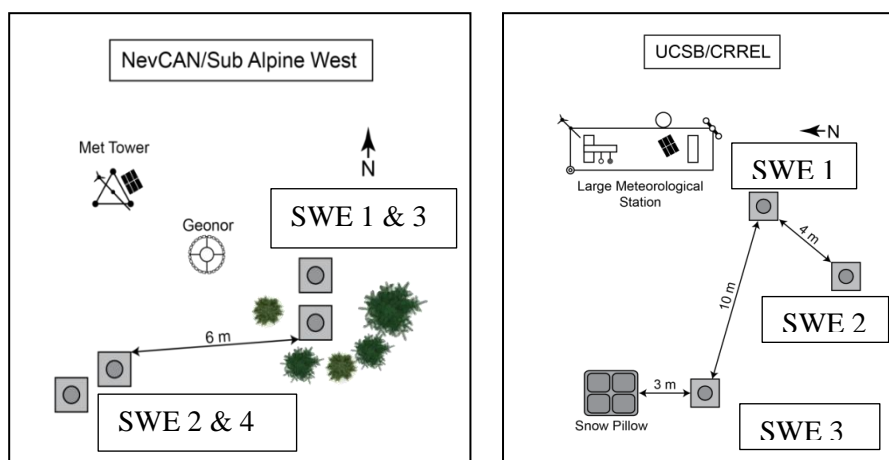 NevCAN/Sub Alpine West
Met Tower
N
Geonor
SWE 1 & 3
6 m
SWE 2 & 4
UCSB/CRREL
N
SWE 1
Large Meteorological
Station
4 m
10 m
SWE 2
3 m
Snow Pillow
SWE 3